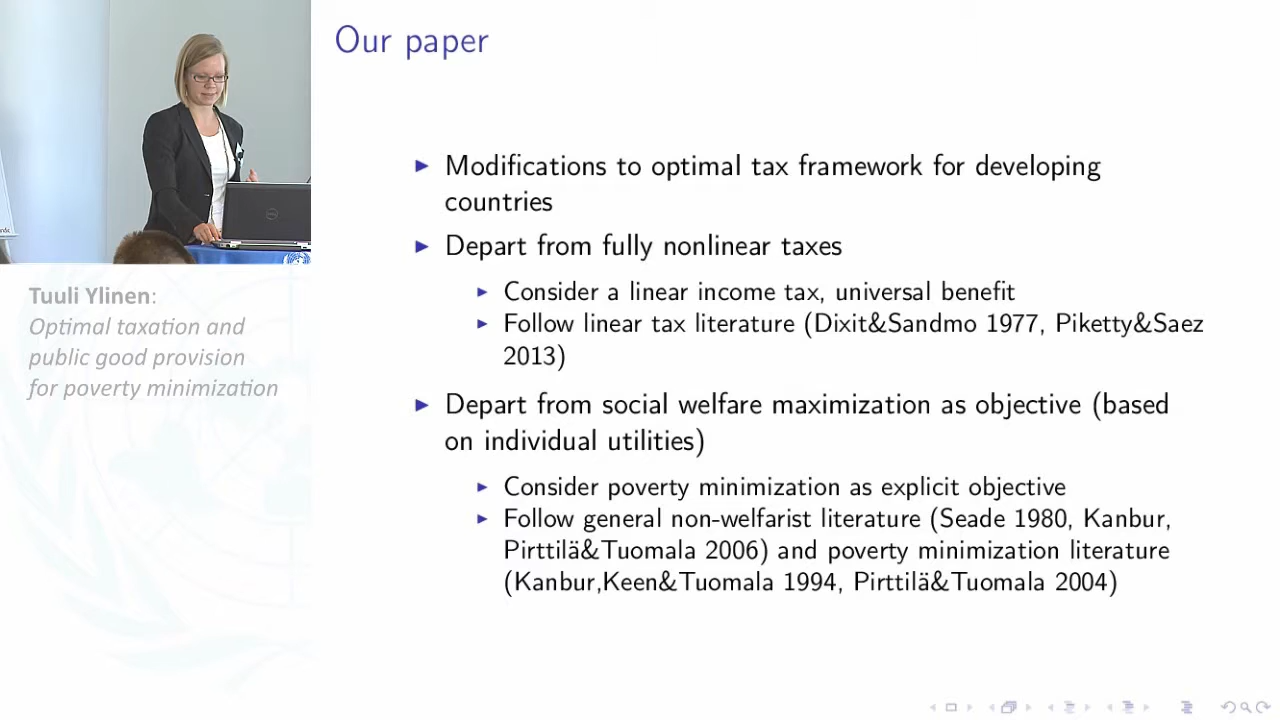 Our paper
Modifications to optimal tax framework for developing
countries
Depart from fully nonlinear taxes
Consider a linear income tax, universal benefit
Follow linear tax literature (Dixit&Sandmo 1977, Piketty&Saez
2013)
Depart from social welfare maximization as objective (based
on individual utilities)
Consider poverty minimization as explicit objective
Follow general non-welfarist literature (Seade 1980, Kanbur,
Pirttilä&Tuomala 2006) and poverty minimization literature
(Kanbur,Keen&Tuomala 1994, Pirttilä&Tuomala 2004)
Tuuli Ylinen:
Optimal taxation and
public good provision
for poverty minimization